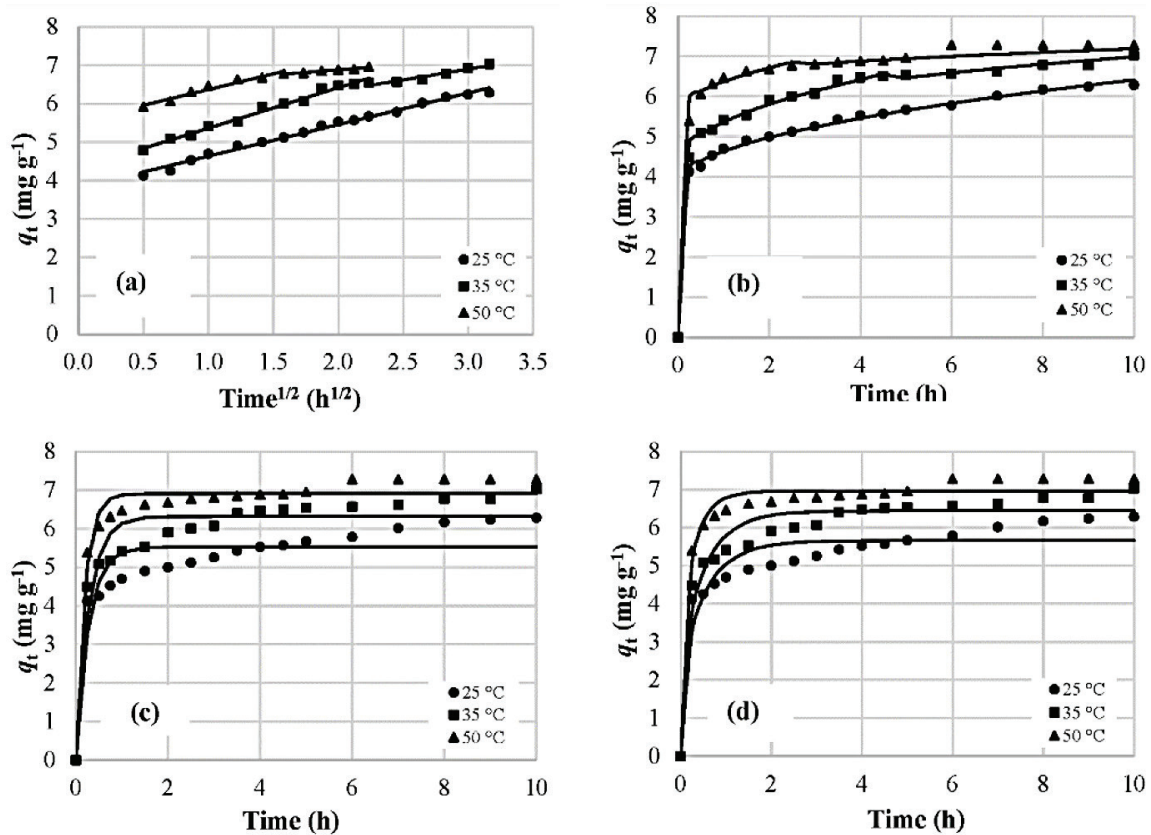 8
7
6
5
4
3
2
1
0
qt (mg g-1)
(a)
● 25 °C
■ 35 °C
▲ 50 °C
0.0 0.5 1.0 1.5 2.0 2.5 3.0 3.5
Time1/2 (h1/2)
8
7
6
5
4
3
2
1
0
qt (mg g-1)
(b)
● 25 °C
■ 35 °C
▲ 50 °C
0 2 4 6 8 10
Time (h)
8
7
6
5
4
3
2
1
0
qt (mg g-1)
(c)
● 25 °C
■ 35 °C
▲ 50 °C
0 2 4 6 8 10
Time (h)
8
7
6
5
4
3
2
1
0
qt (mg g-1)
(d)
● 25 °C
■ 35 °C
▲ 50 °C
0 2 4 6 8 10
Time (h)